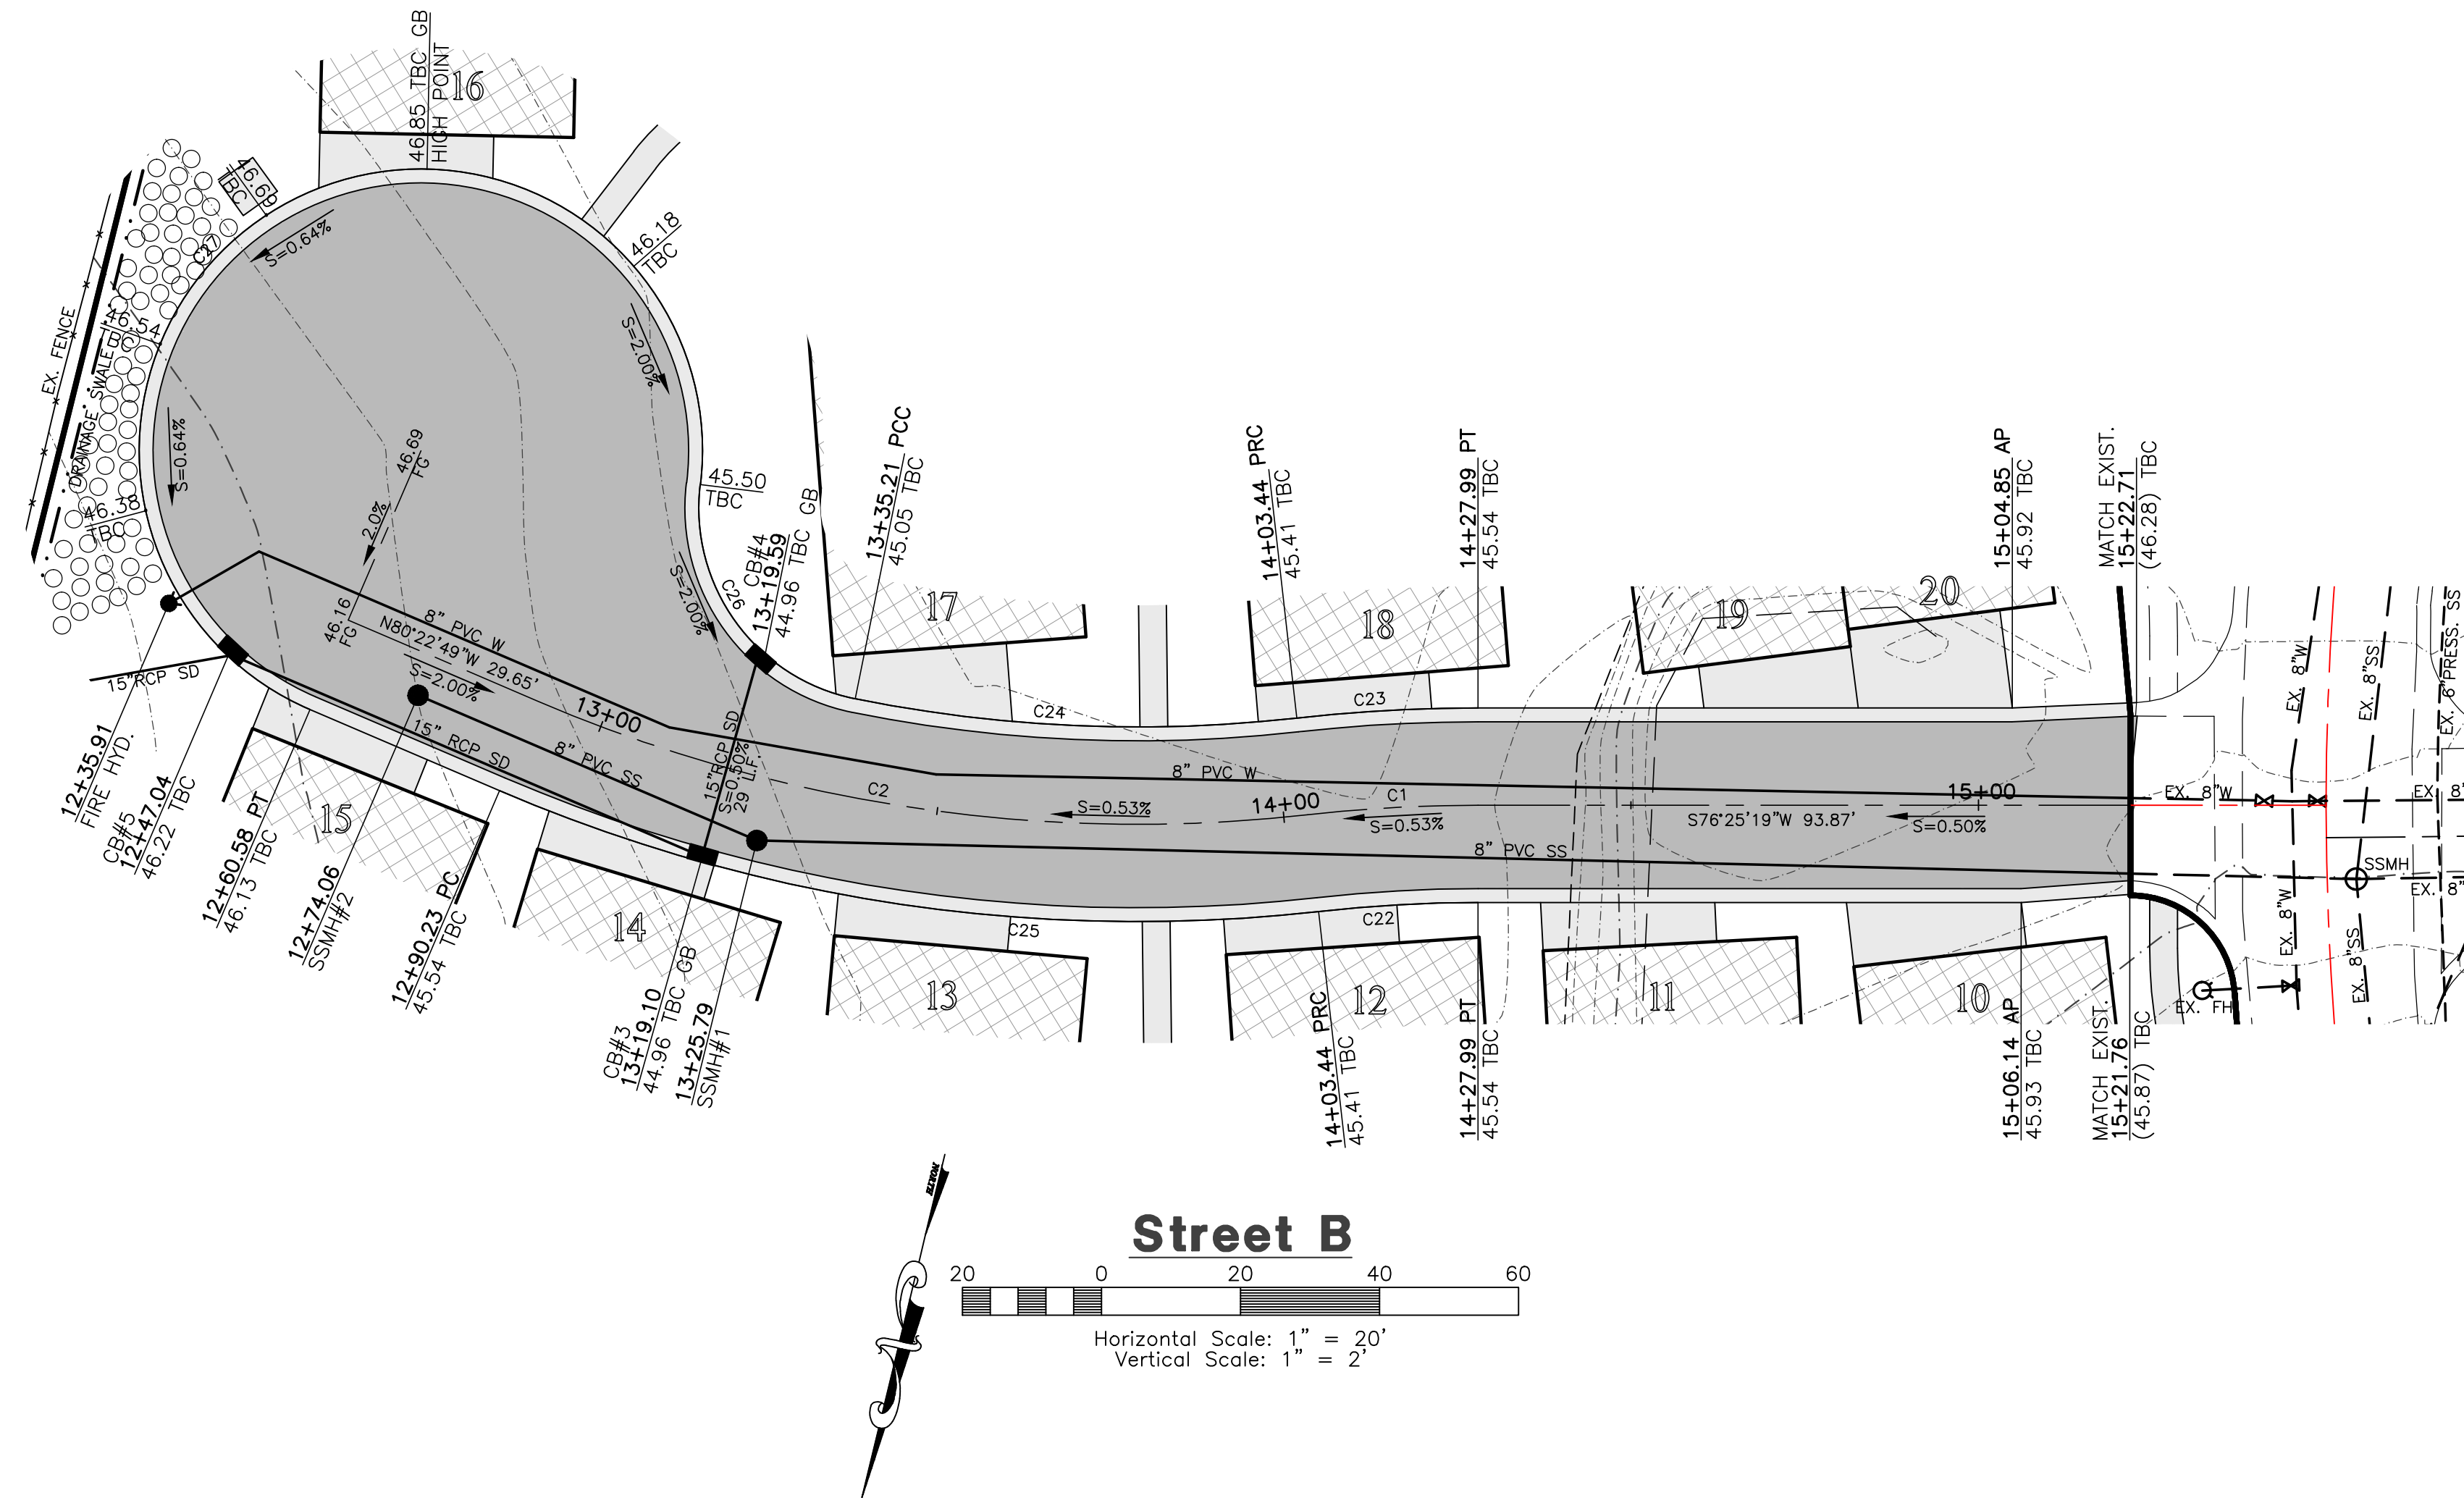 46.85 TBC GB
HIGH POINT
16
46.69
TBC
C27
S=0.64%
46.18
TBC
EX. FENCE
DRAINAGE SWALE
46.54
S=2.00%
S=0.64%
46.69
FG
2.0%
46.38
TBC
45.50
TBC
46.16
FG
8" PVC W
N80°22'49"W 29.65'
S=2.00%
S=2.00%
C26
CB#4
13+19.59
44.96 TBC GB
13+35.21 PCC
45.05 TBC
17
14+03.44 PRC
45.41 TBC
18
14+27.99 PT
45.54 TBC
19
20
15+04.85 AP
45.92 TBC
MATCH EXIST.
15+22.71
(46.28) TBC
13+00
C24
C23
15"RCP SD
15" RCP SD
8" PVC SS
15"RCP SD
S=0.50%
29 L.F.
C2
8" PVC W
S=0.53%
14+00
C1
S=0.53%
15+00
S76°25'19"W 93.87'
S=0.50%
8" PVC SS
EX. 8"W
EX. 8"W
EX. 8"SS
EX. 6"PRESS. SS
EX. 8'
SSMH
EX. 8"
EX. 8"W
EX. 8"SS
EX. FH
12+35.91
FIRE HYD.
CB#5
12+47.04
46.22 TBC
12+60.58 PT
46.13 TBC
15
12+74.06
SSMH#2
12+90.23 PC
45.54 TBC
14
CB#3
13+19.10
44.96 TBC GB
13+25.79
SSMH#1
13
C25
C22
12
14+03.44 PRC
45.41 TBC
14+27.99 PT
45.54 TBC
11
10
15+06.14 AP
45.93 TBC
MATCH EXIST.
15+21.76
(45.87) TBC
NORTH
Street B
20 0 20 40 60
Horizontal Scale: 1" = 20'
Vertical Scale: 1" = 2'